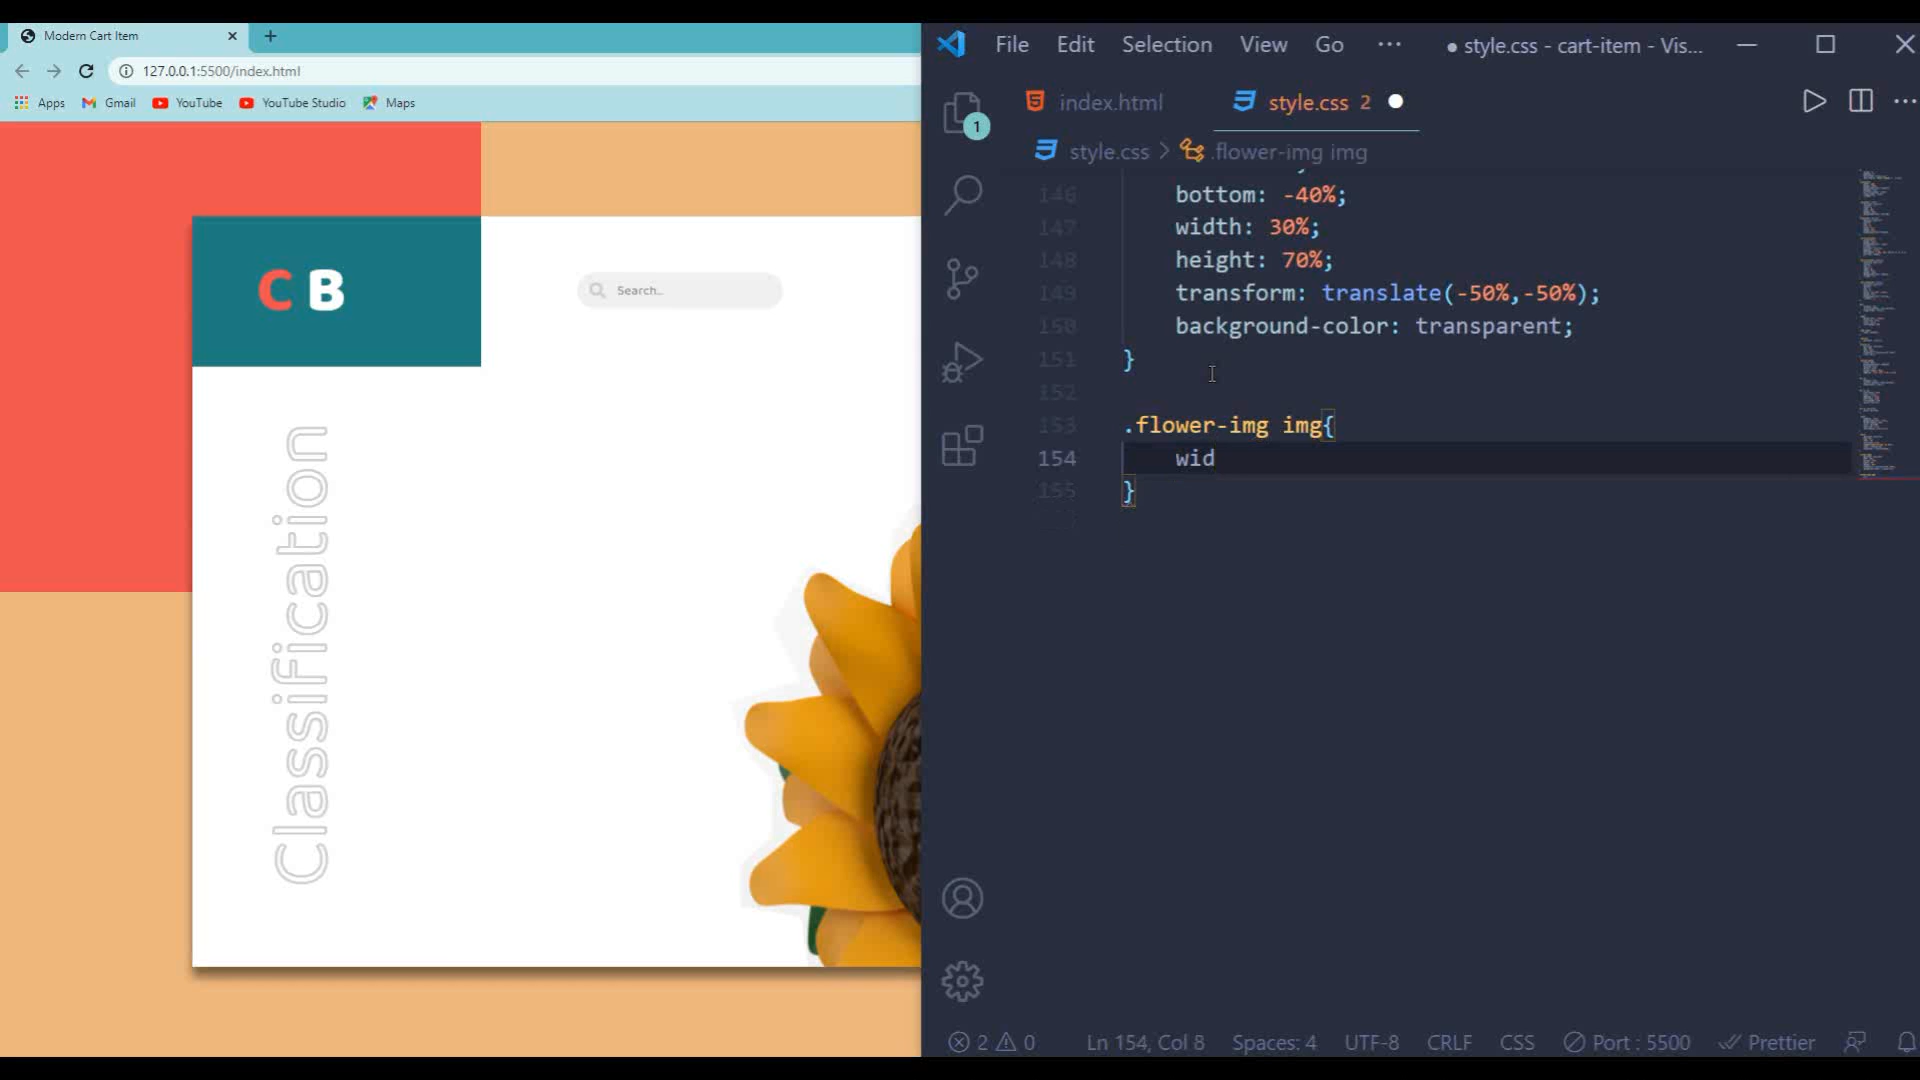 Modern Cart Item
127.0.0.1:5500/index.html
Apps Gmail YouTube YouTube Studio Maps
C B
Search...
Classification
File Edit Selection View Go ··· ● style.css - cart-item - Vis...
1
index.html style.css 2
style.css > .flower-img img
146 bottom: -40%;
147 width: 30%;
148 height: 70%;
149 transform: translate(-50%,-50%);
150 background-color: transparent;
151 }
152
153 .flower-img img{
154 wid
155 }
2 0 Ln 154, Col 8 Spaces: 4 UTF-8 CRLF CSS Port : 5500 Prettier